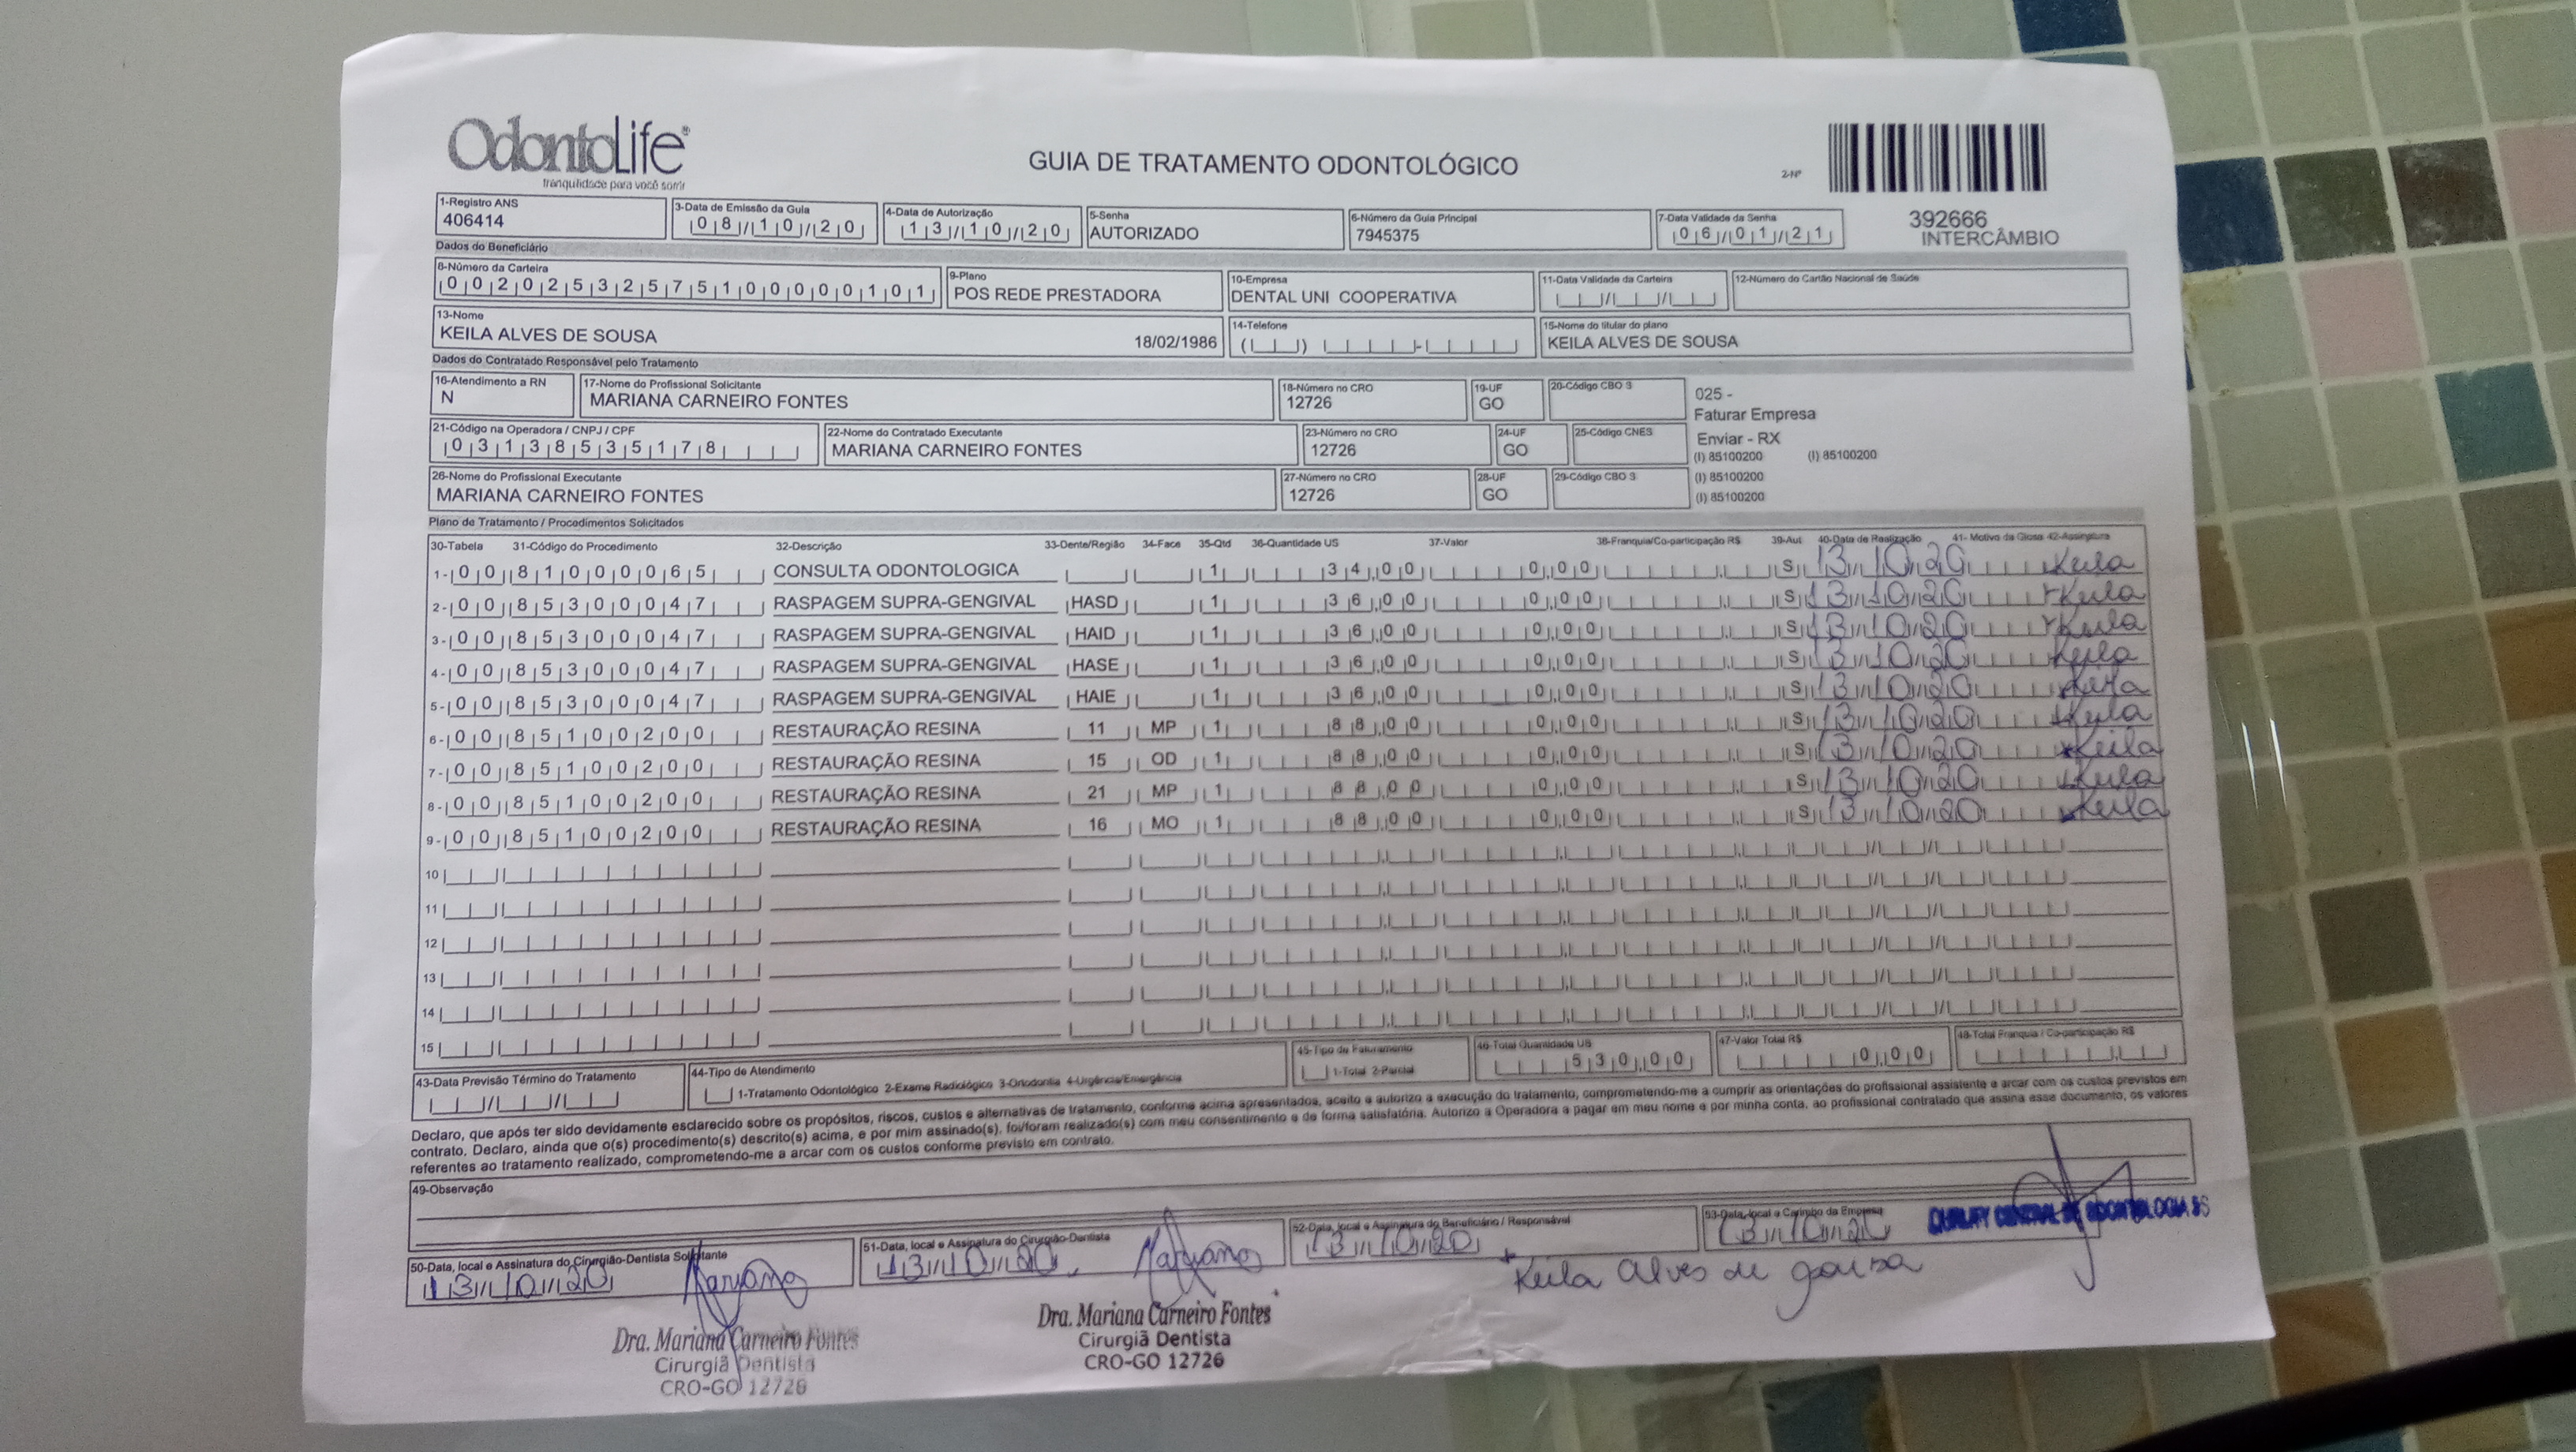 OdontoLife®
tranquilidade para você sorrir
GUIA DE TRATAMENTO ODONTOLÓGICO
2-Nº
392666
INTERCÂMBIO
1-Registro ANS
406414
3-Data de Emissão da Guia
08/10/20
4-Data de Autorização
13/10/20
5-Senha
AUTORIZADO
6-Número da Guia Principal
7945375
7-Data Validade da Senha
06/01/21
Dados do Beneficiário
8-Número da Carteira
00202532575100000101
9-Plano
POS REDE PRESTADORA
10-Empresa
DENTAL UNI COOPERATIVA
11-Data Validade da Carteira
12-Número do Cartão Nacional de Saúde
13-Nome
KEILA ALVES DE SOUSA 18/02/1986
14-Telefone
15-Nome do titular do plano
KEILA ALVES DE SOUSA
Dados do Contratado Responsável pelo Tratamento
16-Atendimento a RN
N
17-Nome do Profissional Solicitante
MARIANA CARNEIRO FONTES
18-Número no CRO
12726
19-UF
GO
20-Código CBO S
025 -
Faturar Empresa
21-Código na Operadora / CNPJ / CPF
03138535178
22-Nome do Contratado Executante
MARIANA CARNEIRO FONTES
23-Número no CRO
12726
24-UF
GO
25-Código CNES
Enviar - RX
(I) 85100200 (I) 85100200
(I) 85100200
(I) 85100200
26-Nome do Profissional Executante
MARIANA CARNEIRO FONTES
27-Número no CRO
12726
28-UF
GO
29-Código CBO S
Plano de Tratamento / Procedimentos Solicitados
30-Tabela 31-Código do Procedimento 32-Descrição 33-Dente/Região 34-Face 35-Qtd 36-Quantidade US 37-Valor 38-Franquia/Co-participação R$ 39-Aut 40-Data de Realização 41- Motivo da Glosa 42-Assinatura
1- 00 81000065 CONSULTA ODONTOLOGICA 1 34,00 0,00 S 13/10/20 Keila
2- 00 85300047 RASPAGEM SUPRA-GENGIVAL HASD 1 36,00 0,00 S 13/10/20 Keila
3- 00 85300047 RASPAGEM SUPRA-GENGIVAL HAID 1 36,00 0,00 S 13/10/20 Keila
4- 00 85300047 RASPAGEM SUPRA-GENGIVAL HASE 1 36,00 0,00 S 13/10/20 Keila
5- 00 85300047 RASPAGEM SUPRA-GENGIVAL HAIE 1 36,00 0,00 S 13/10/20 Keila
6- 00 85100200 RESTAURAÇÃO RESINA 11 MP 1 88,00 0,00 S 13/10/20 Keila
7- 00 85100200 RESTAURAÇÃO RESINA 15 OD 1 88,00 0,00 S 13/10/20 Keila
8- 00 85100200 RESTAURAÇÃO RESINA 21 MP 1 88,00 0,00 S 13/10/20 Keila
9- 00 85100200 RESTAURAÇÃO RESINA 16 MO 1 88,00 0,00 S 13/10/20 Keila
10
11
12
13
14
15
43-Data Previsão Término do Tratamento
44-Tipo de Atendimento
1-Tratamento Odontológico 2-Exame Radiológico 3-Ortodontia 4-Urgência/Emergência
45-Tipo de Faturamento
1-Total 2-Parcial
46-Total Quantidade US
530,00
47-Valor Total R$
0,00
48-Total Franquia / Co-participação R$
Declaro, que após ter sido devidamente esclarecido sobre os propósitos, riscos, custos e alternativas de tratamento, conforme acima apresentados, aceito e autorizo a execução do tratamento, comprometendo-me a cumprir as orientações do profissional assistente e arcar com os custos previstos em
contrato. Declaro, ainda que o(s) procedimento(s) descrito(s) acima, e por mim assinado(s), foi/foram realizado(s) com meu consentimento e de forma satisfatória. Autorizo a Operadora a pagar em meu nome e por minha conta, ao profissional contratado que assina esse documento, os valores
referentes ao tratamento realizado, comprometendo-me a arcar com os custos conforme previsto em contrato.
49-Observação
50-Data, local e Assinatura do Cirurgião-Dentista Solicitante
13/10/20 Mariana
51-Data, local e Assinatura do Cirurgião-Dentista
13/10/20 Mariana
52-Data, local e Assinatura do Beneficiário / Responsável
13/10/20
Keila Alves de Sousa
53-Data, local e Carimbo da Empresa
13/10/20
QUALIFY CENTRAL DE ODONTOLOGIA SS
Dra. Mariana Carneiro Fontes
Cirurgiã Dentista
CRO-GO 12726
Dra. Mariana Carneiro Fontes
Cirurgiã Dentista
CRO-GO 12726